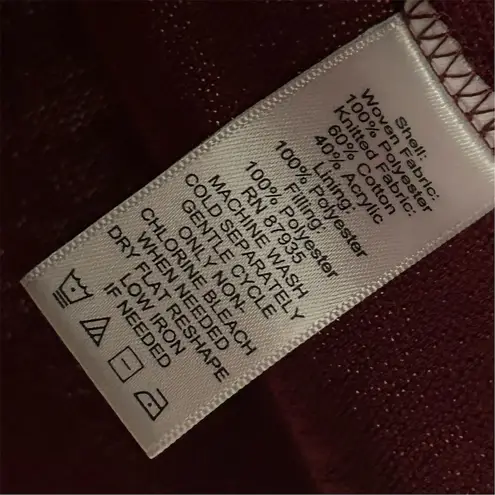 Shell:
Woven Fabric:
100% Polyester
Knitted Fabric:
60% Cotton
40% Acrylic
Lining:
100% Polyester
Filling:
100% Polyester
RN 87935
MACHINE WASH
COLD SEPARATELY
GENTLE CYCLE
ONLY NON-
CHLORINE BLEACH
WHEN NEEDED
DRY FLAT RESHAPE
LOW IRON
IF NEEDED